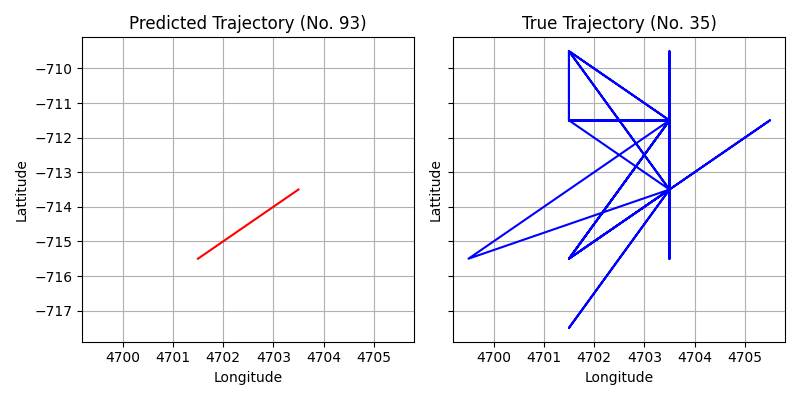 Predicted Trajectory (No. 93)
True Trajectory (No. 35)
Lattitude
−710
−711
−712
−713
−714
−715
−716
−717
4700 4701 4702 4703 4704 4705
Longitude
Lattitude
4700 4701 4702 4703 4704 4705
Longitude